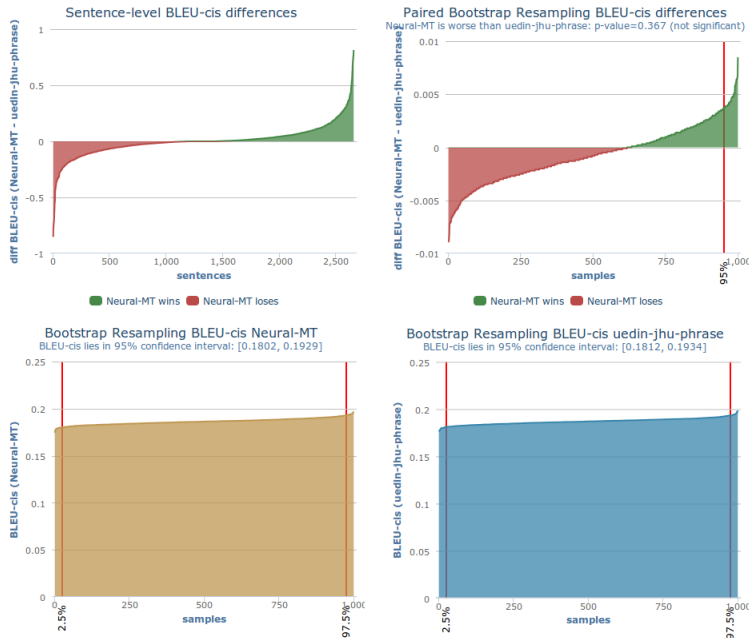 Sentence-level BLEU-cis differences
diff BLEU-cis (Neural-MT - uedin-jhu-phrase)
1
0.5
0
-0.5
-1
0
500
1,000
1,500
2,000
2,500
sentences
Neural-MT wins
Neural-MT loses
Paired Bootstrap Resampling BLEU-cis differences
Neural-MT is worse than uedin-jhu-phrase: p-value=0.367 (not significant)
diff BLEU-cis (Neural-MT - uedin-jhu-phrase)
0.01
0.005
0
-0.005
-0.01
0
250
500
750
1,000
95%
samples
Neural-MT wins
Neural-MT loses
Bootstrap Resampling BLEU-cis Neural-MT
BLEU-cis lies in 95% confidence interval: [0.1802, 0.1929]
BLEU-cis (Neural-MT)
0.25
0.2
0.15
0.1
0.05
0
0
250
500
750
1,000
2.5%
97.5%
samples
Bootstrap Resampling BLEU-cis uedin-jhu-phrase
BLEU-cis lies in 95% confidence interval: [0.1812, 0.1934]
BLEU-cis (uedin-jhu-phrase)
0.25
0.2
0.15
0.1
0.05
0
0
250
500
750
1,000
2.5%
97.5%
samples